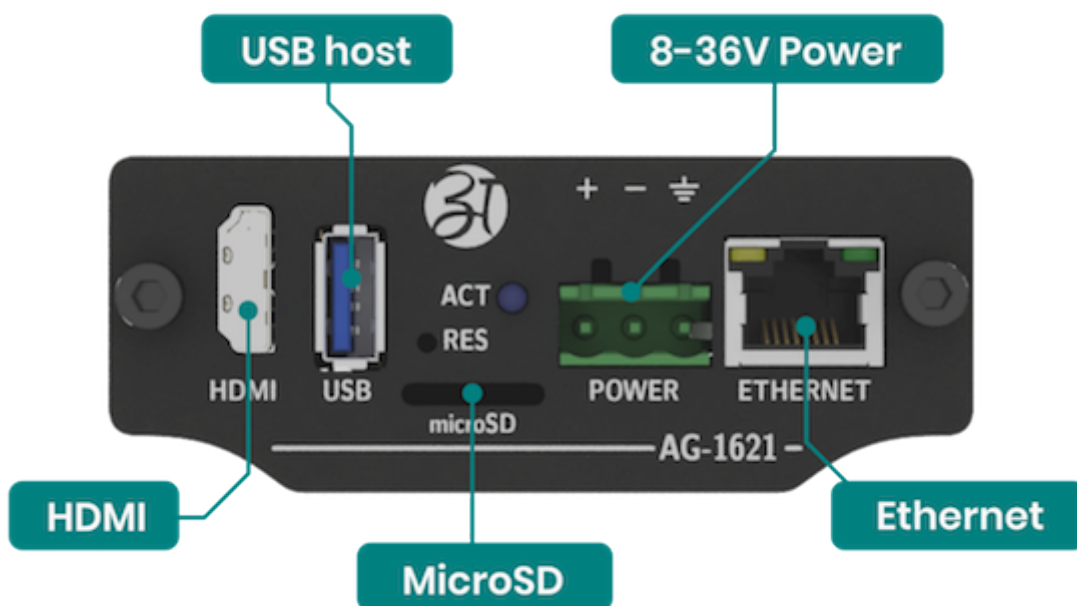 USB host
8-36V Power
अ
+ −
ACT
RES
HDMI
USB
microSD
POWER
ETHERNET
AG-1621
HDMI
MicroSD
Ethernet